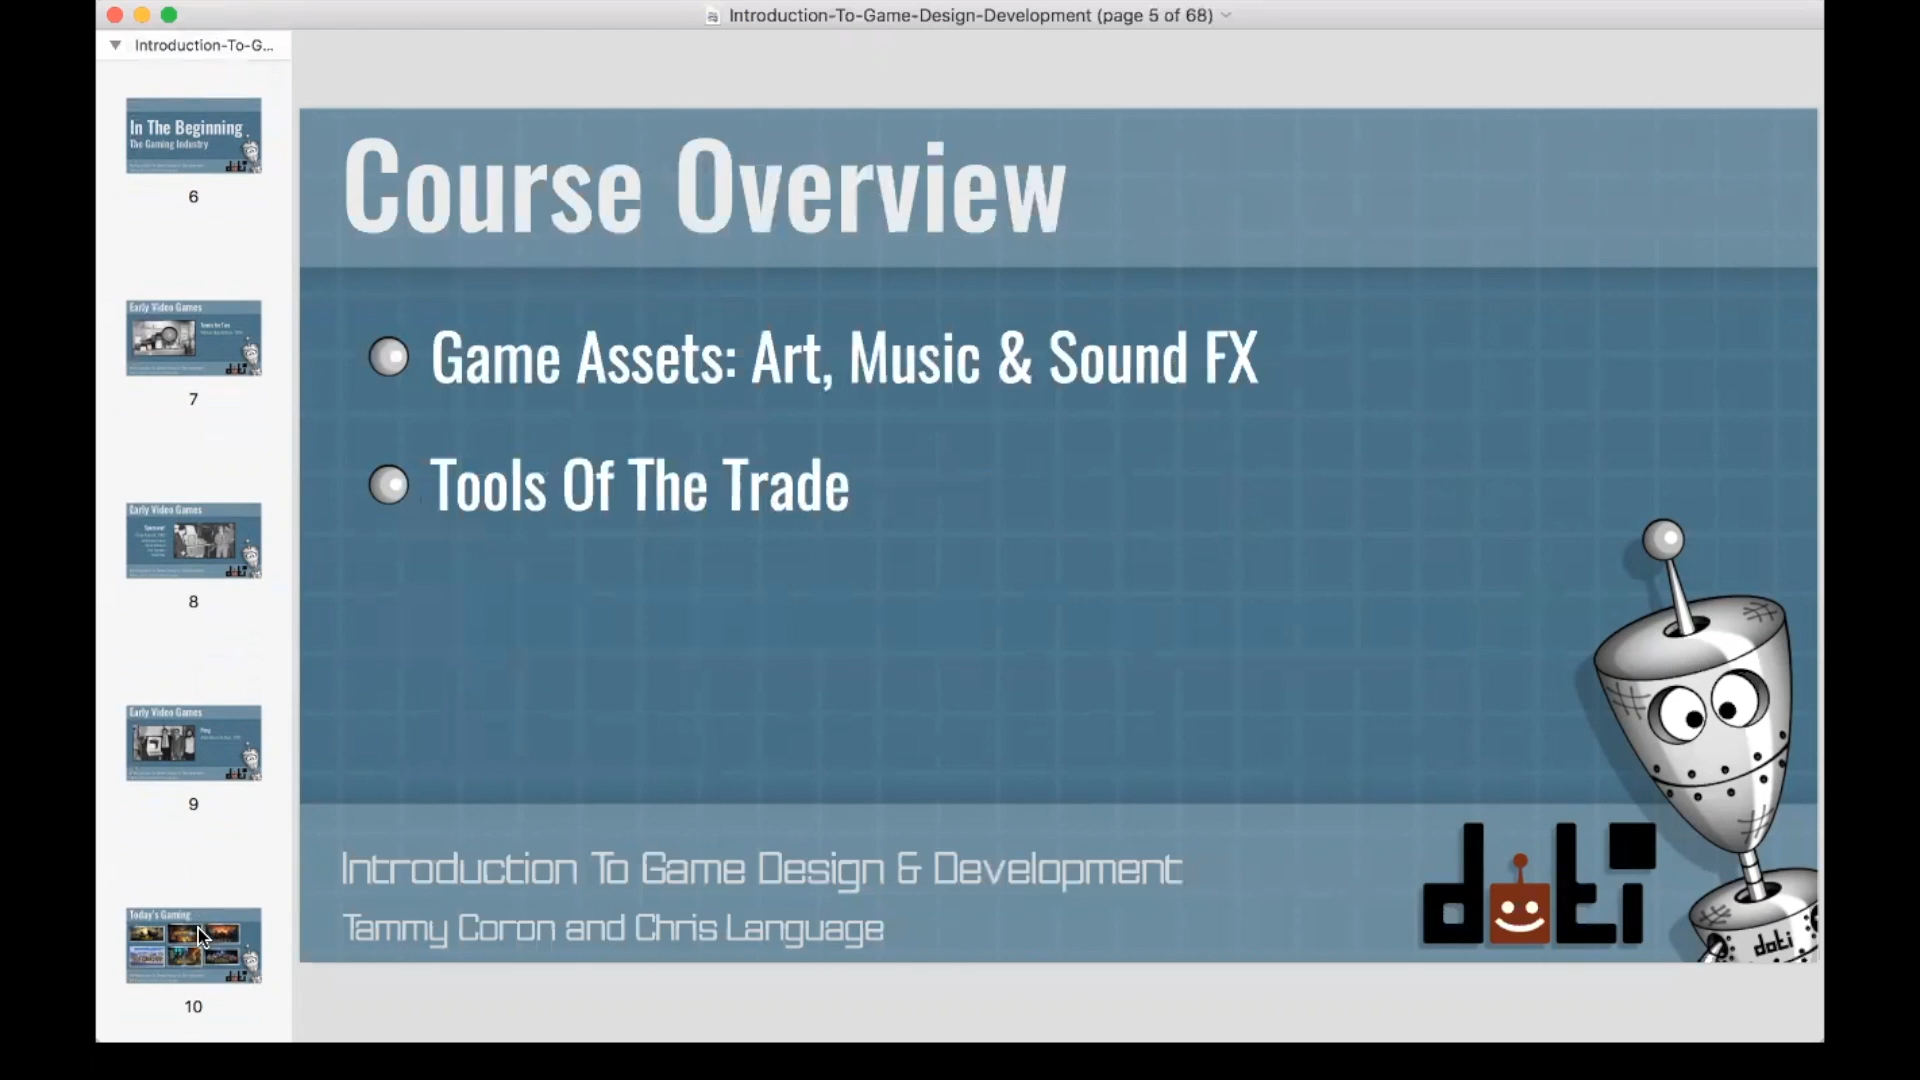 Introduction-To-Game-Design-Development (page 5 of 68)
Introduction-To-G...
In The Beginning
The Gaming Industry
6
Early Video Games
7
Early Video Games
8
Early Video Games
9
Today's Gaming
10
Course Overview
Game Assets: Art, Music & Sound FX
Tools Of The Trade
Introduction To Game Design & Development
Tammy Coron and Chris Language
doti
doti